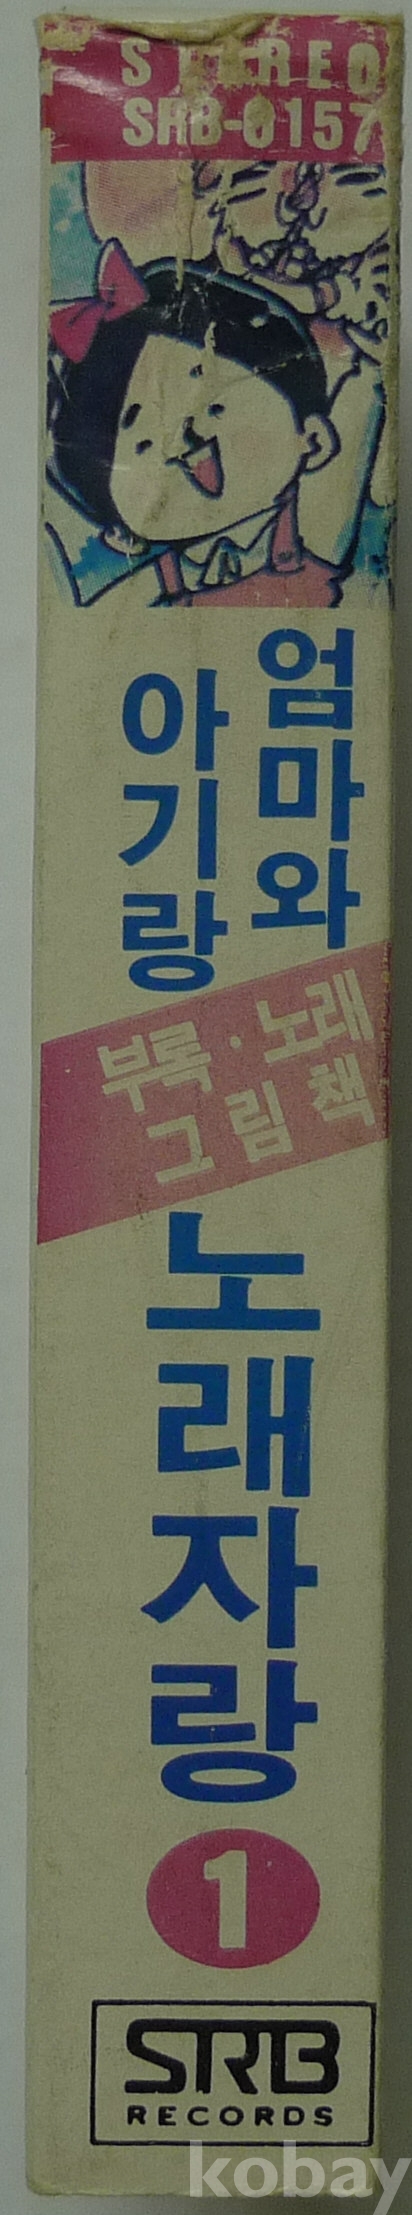 STEREO
SRB-0157
엄마와
아기랑
부록·노래
그림책
노래자랑
1
SRB
RECORDS
kobay